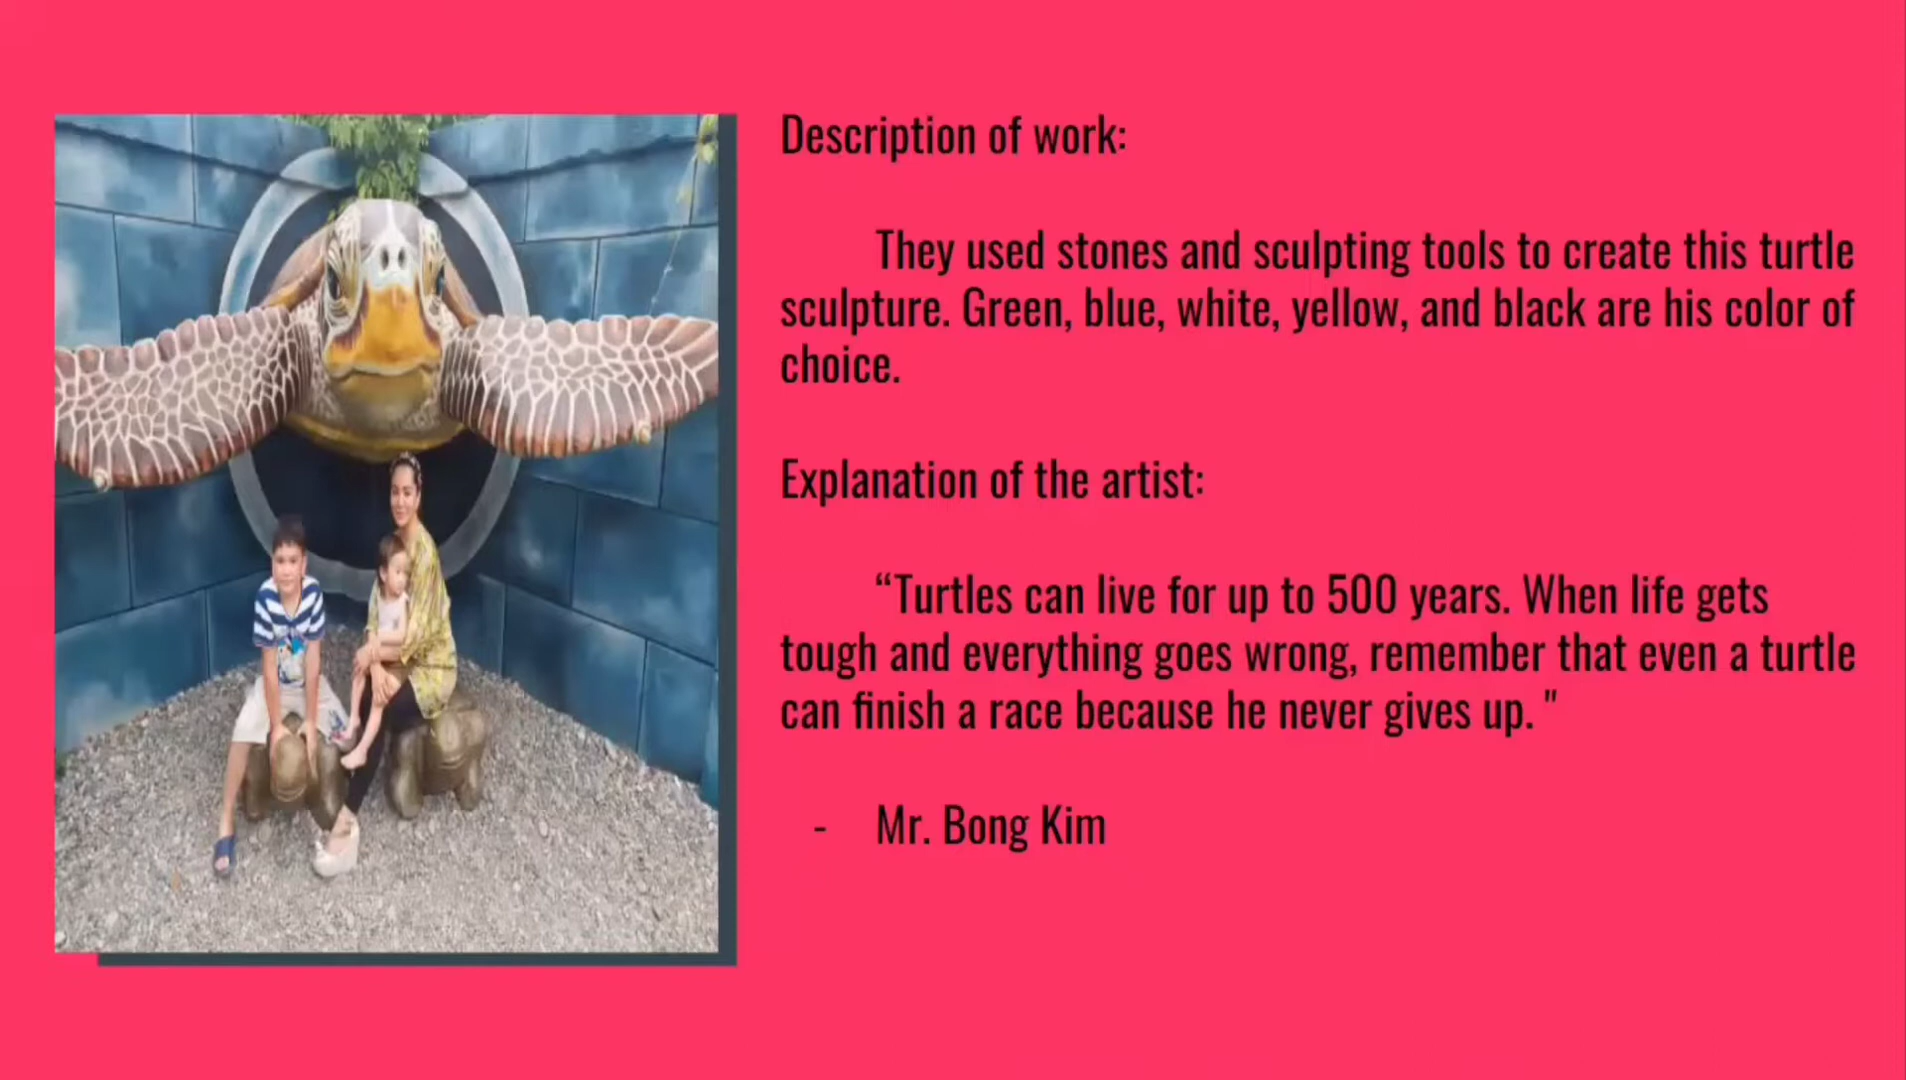 Description of work:
They used stones and sculpting tools to create this turtle
sculpture. Green, blue, white, yellow, and black are his color of
choice.
Explanation of the artist:
“Turtles can live for up to 500 years. When life gets
tough and everything goes wrong, remember that even a turtle
can finish a race because he never gives up. "
- Mr. Bong Kim